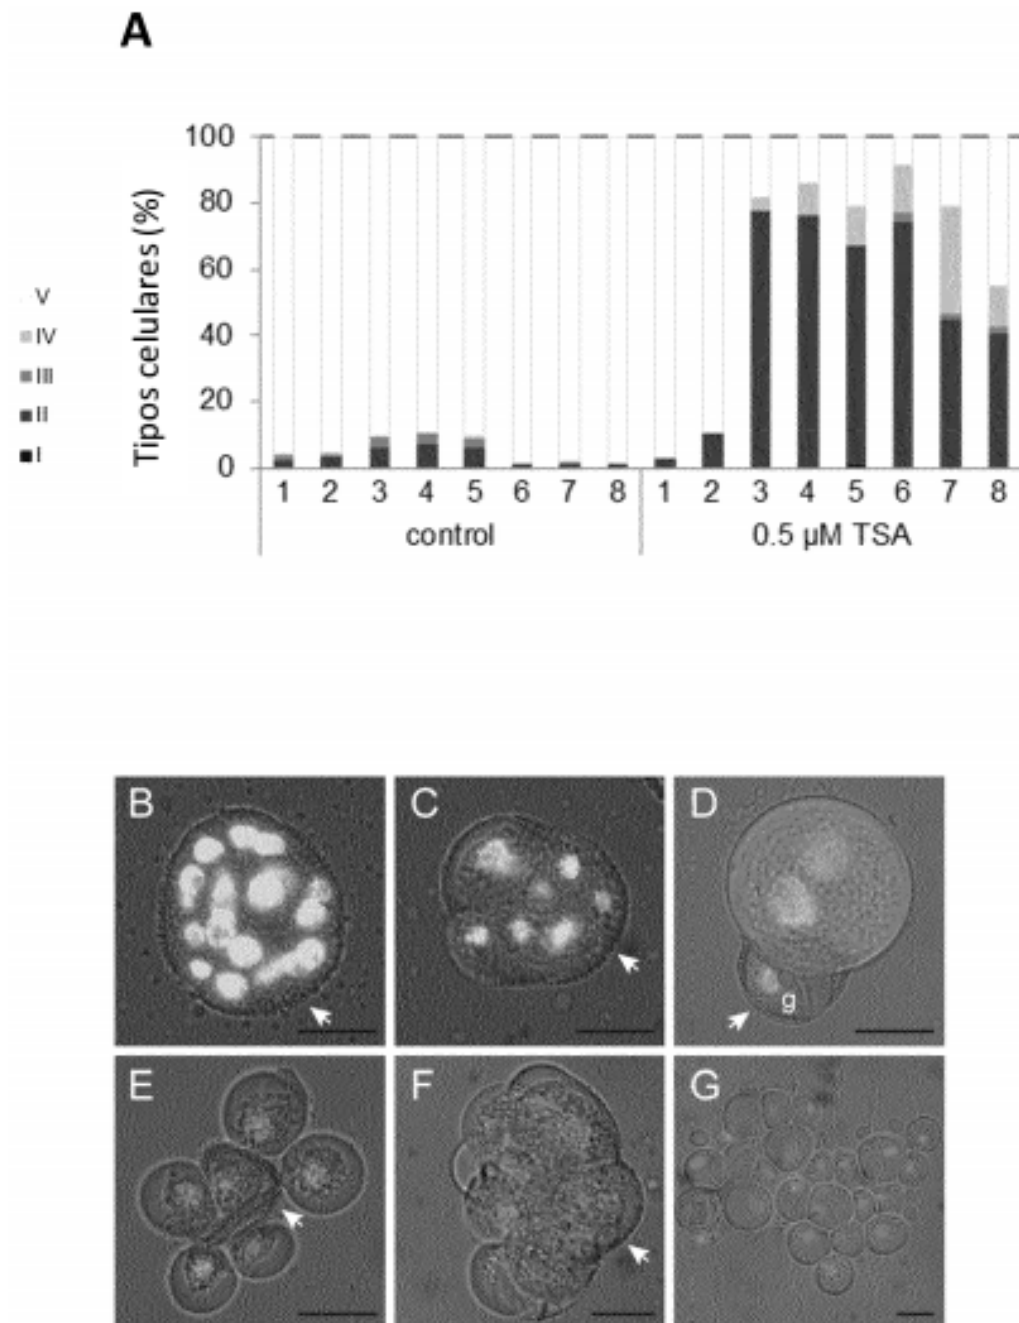 A
Tipos celulares (%)
100
80
60
40
20
0
V
IV
III
II
I
1 2 3 4 5 6 7 8 1 2 3 4 5 6 7 8
control 0.5 µM TSA
B C D
g
E F G